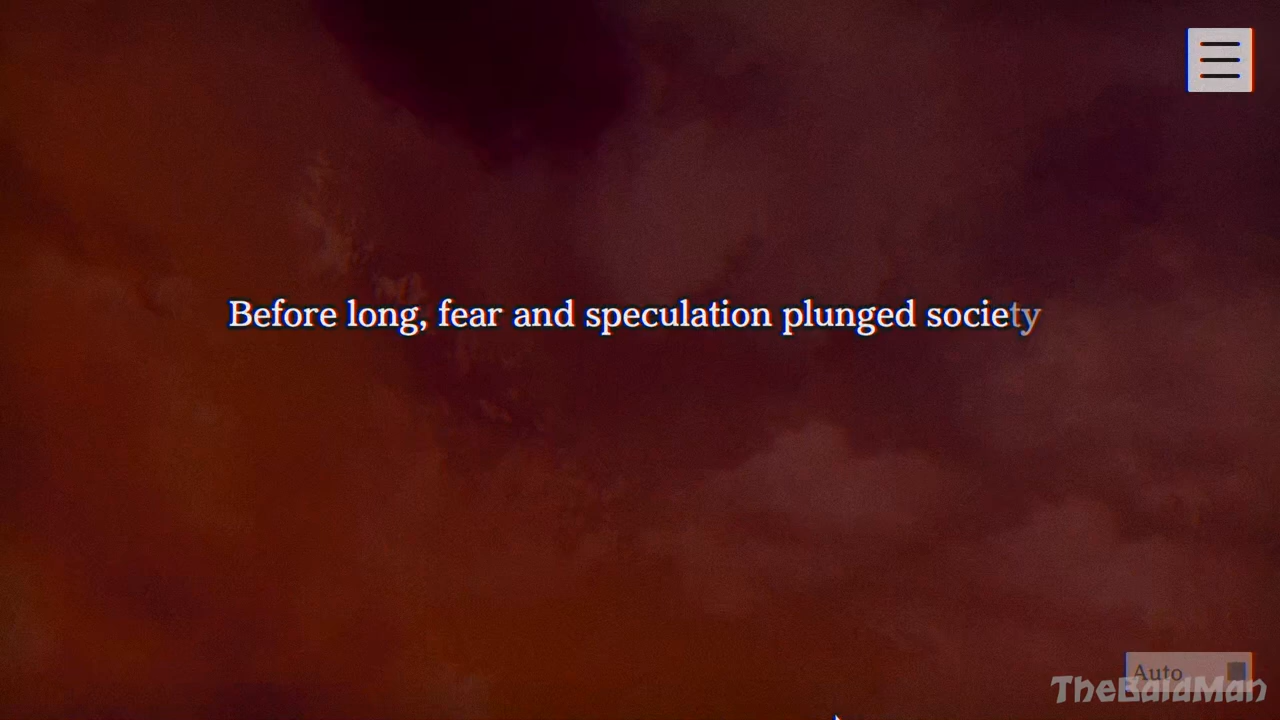 Before long, fear and speculation plunged society
Auto
TheBaldMan